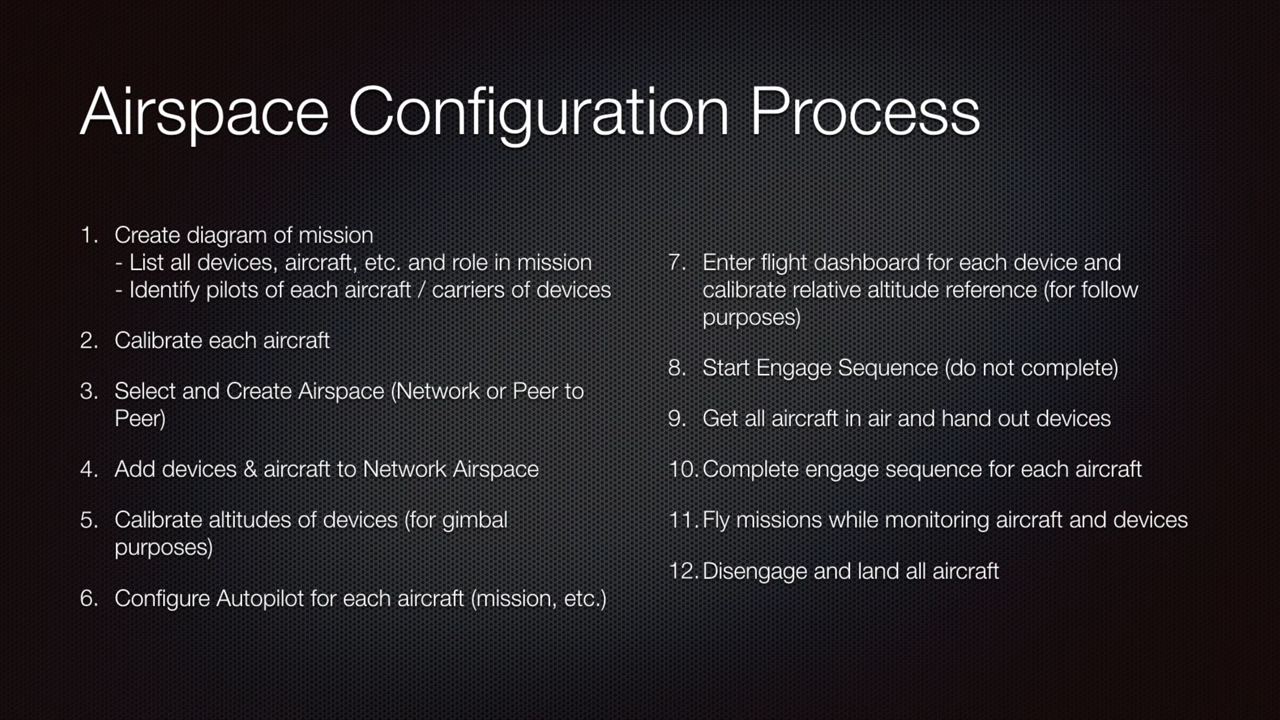 Airspace Configuration Process
1. Create diagram of mission
- List all devices, aircraft, etc. and role in mission
- Identify pilots of each aircraft / carriers of devices
2. Calibrate each aircraft
3. Select and Create Airspace (Network or Peer to
Peer)
4. Add devices & aircraft to Network Airspace
5. Calibrate altitudes of devices (for gimbal
purposes)
6. Configure Autopilot for each aircraft (mission, etc.)
7. Enter flight dashboard for each device and
calibrate relative altitude reference (for follow
purposes)
8. Start Engage Sequence (do not complete)
9. Get all aircraft in air and hand out devices
10. Complete engage sequence for each aircraft
11. Fly missions while monitoring aircraft and devices
12. Disengage and land all aircraft